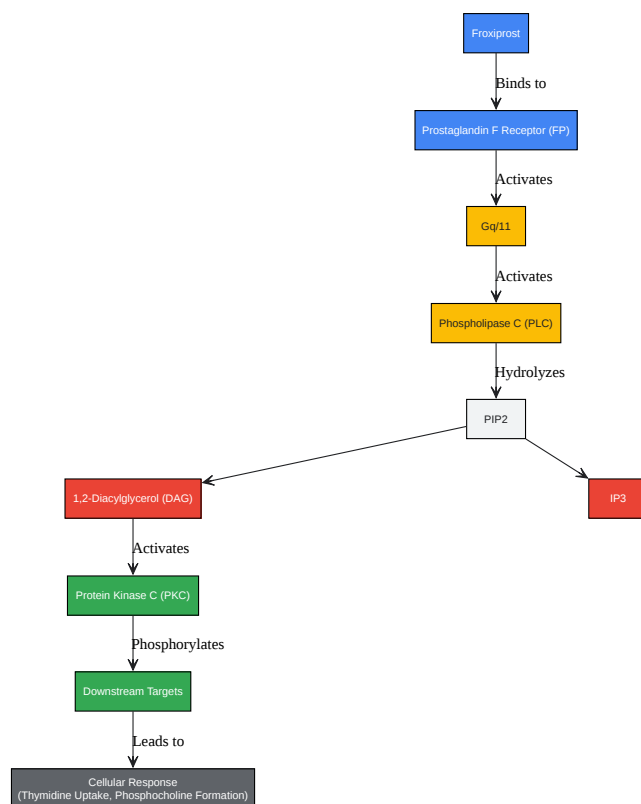 Froxiprost
Binds to
Prostaglandin F Receptor (FP)
Activates
Gq/11
Activates
Phospholipase C (PLC)
Hydrolyzes
PIP2
1,2-Diacylglycerol (DAG)
IP3
Activates
Protein Kinase C (PKC)
Phosphorylates
Downstream Targets
Leads to
Cellular Response
(Thymidine Uptake, Phosphocholine Formation)